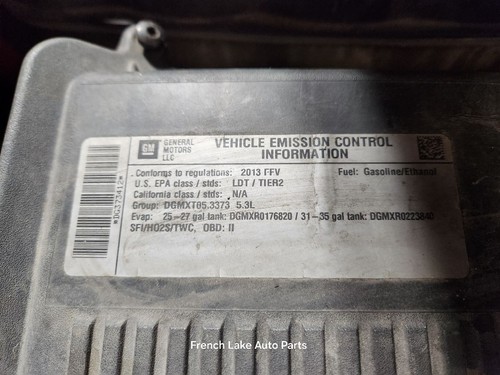 GM GENERAL MOTORS LLC
VEHICLE EMISSION CONTROL INFORMATION
Conforms to regulations: 2013 FFV Fuel: Gasoline/Ethanol
U.S. EPA class / stds: LDT / TIER2
California class / stds: N/A
Group: DGMXT05.3373 5.3L
Evap: 25-27 gal tank: DGMXR0176820 / 31-35 gal tank: DGMXR0223840
SFI/HO2S/TWC, OBD: II
French Lake Auto Parts